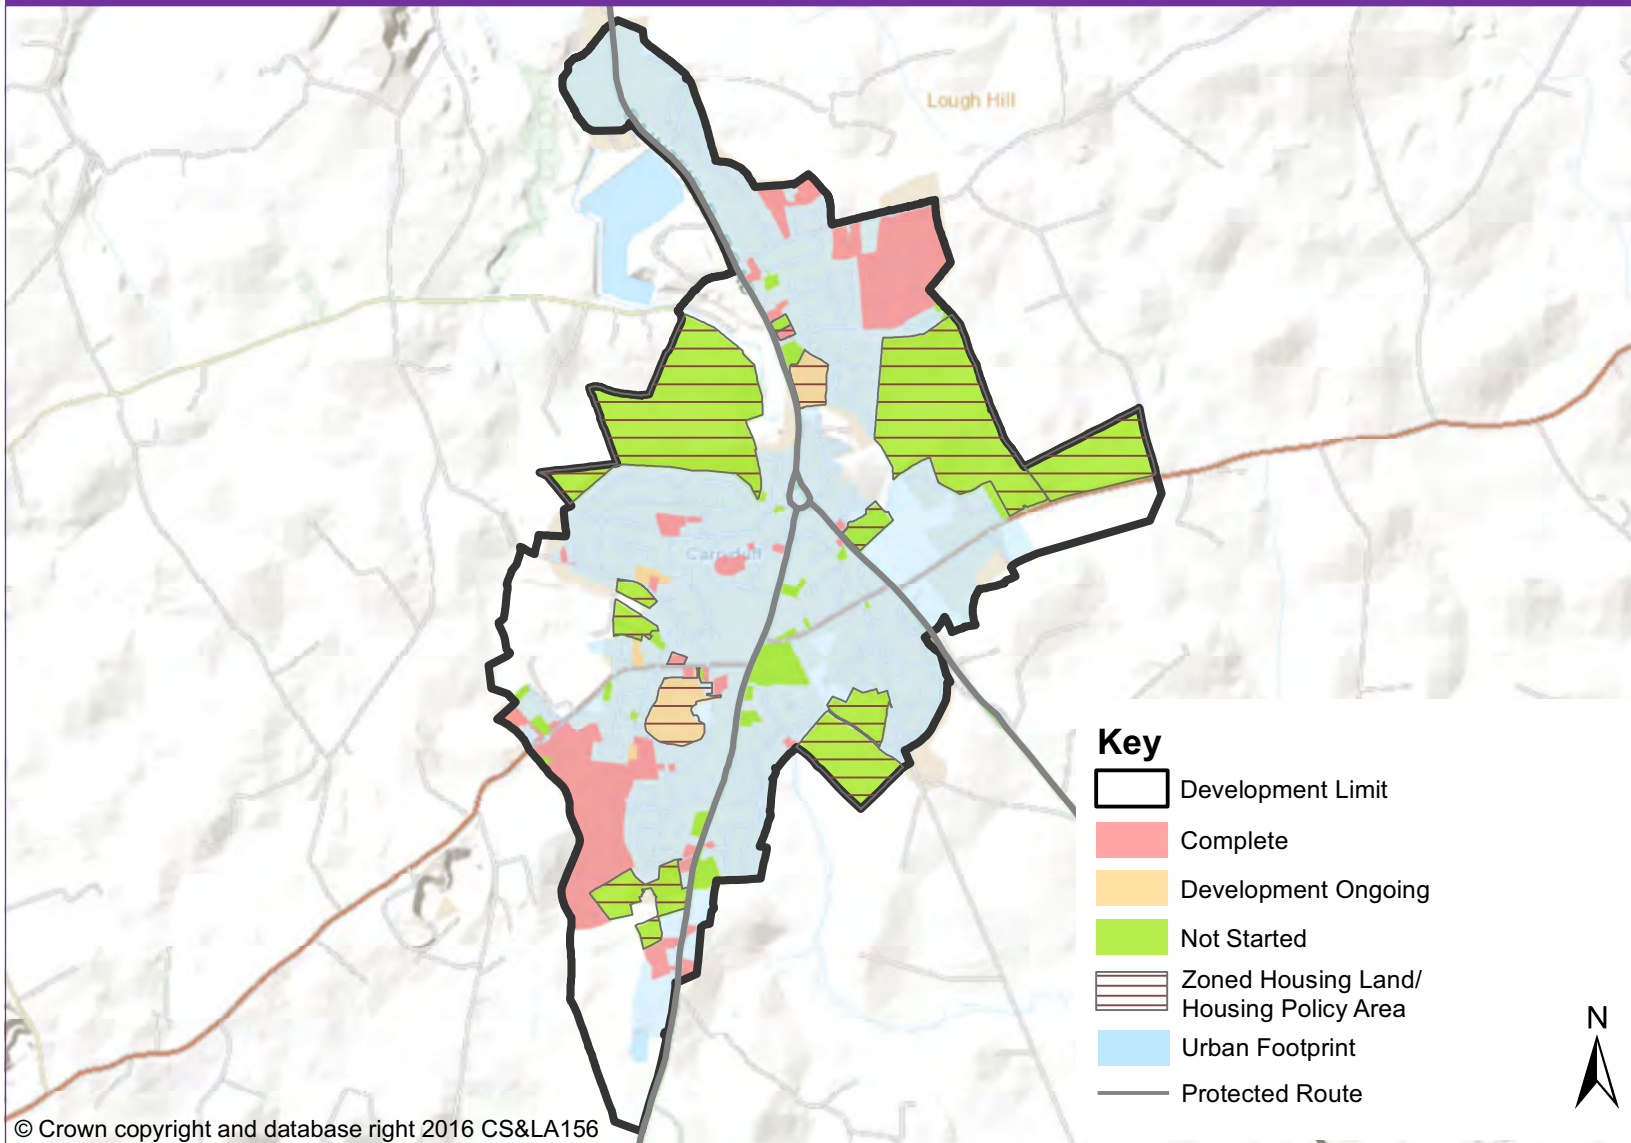 Lough Hill
Carryduff
Key
Development Limit
Complete
Development Ongoing
Not Started
Zoned Housing Land/
Housing Policy Area
Urban Footprint
Protected Route
N
© Crown copyright and database right 2016 CS&LA156